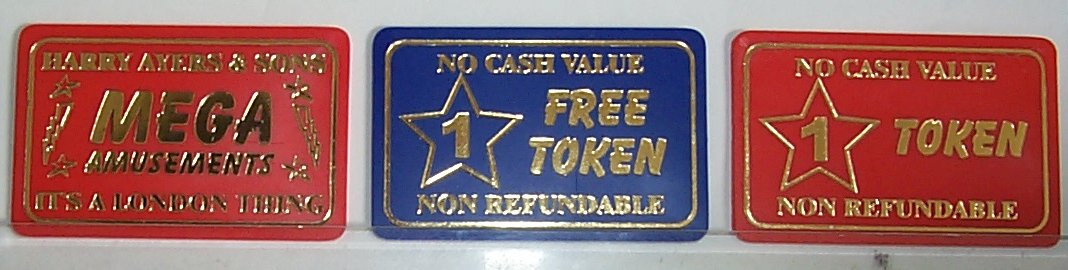 HARRY AYERS & SONS
MEGA
AMUSEMENTS
IT'S A LONDON THING
NO CASH VALUE
1
FREE
TOKEN
NON REFUNDABLE
NO CASH VALUE
1 TOKEN
NON REFUNDABLE